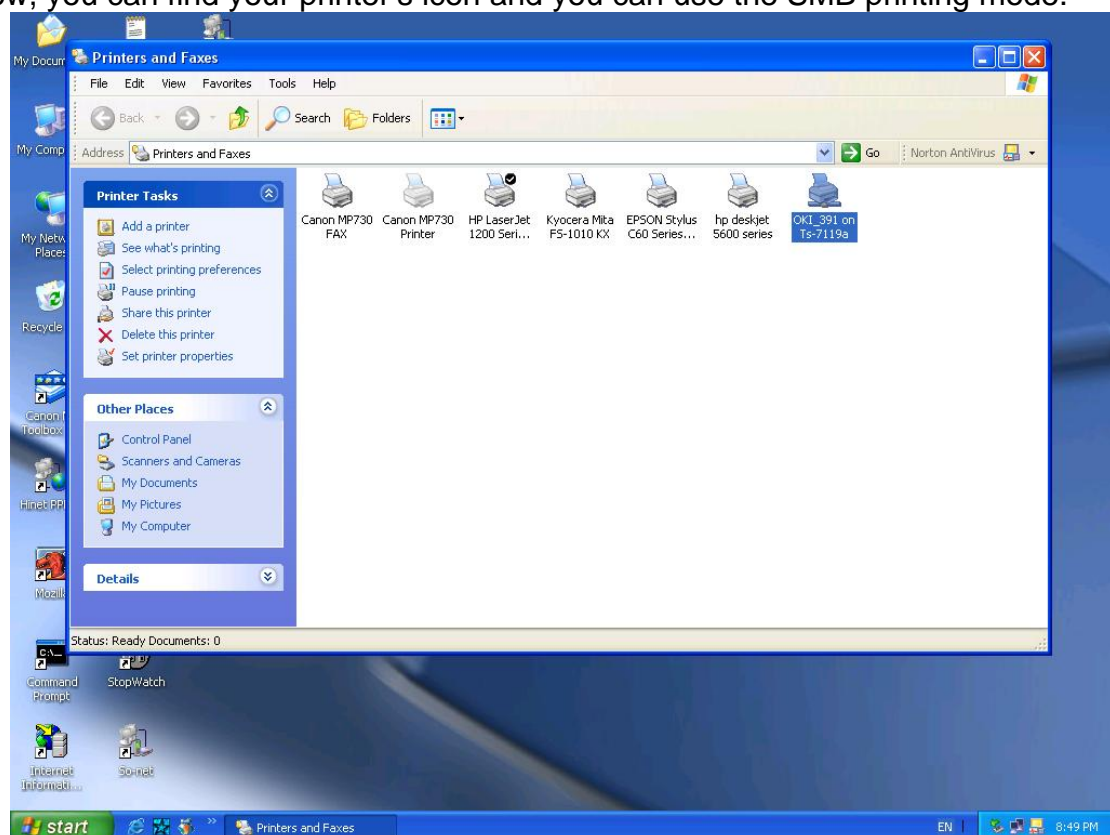 you can find your printer's icon and you can use the SMB printing mode.
My Docum
Printers and Faxes
File Edit View Favorites Tools Help
Back Search Folders
My Comp
Address Printers and Faxes Go Norton AntiVirus
Printer Tasks
Add a printer
See what's printing
Select printing preferences
Pause printing
Share this printer
Delete this printer
Set printer properties
Other Places
Control Panel
Scanners and Cameras
My Documents
My Pictures
My Computer
Details
Canon MP730
FAX
Canon MP730
Printer
HP LaserJet
1200 Seri...
Kyocera Mita
FS-1010 KX
EPSON Stylus
C60 Series...
hp deskjet
5600 series
OKI_391 on
Ts-7119a
My Netw
Places
Recycle
Canon
Toolbox
Hinet PP
Mozill
Status: Ready Documents: 0
C:\_
Command
Prompt
StopWatch
Internet
Informati...
So-net
start Printers and Faxes EN 8:49 PM